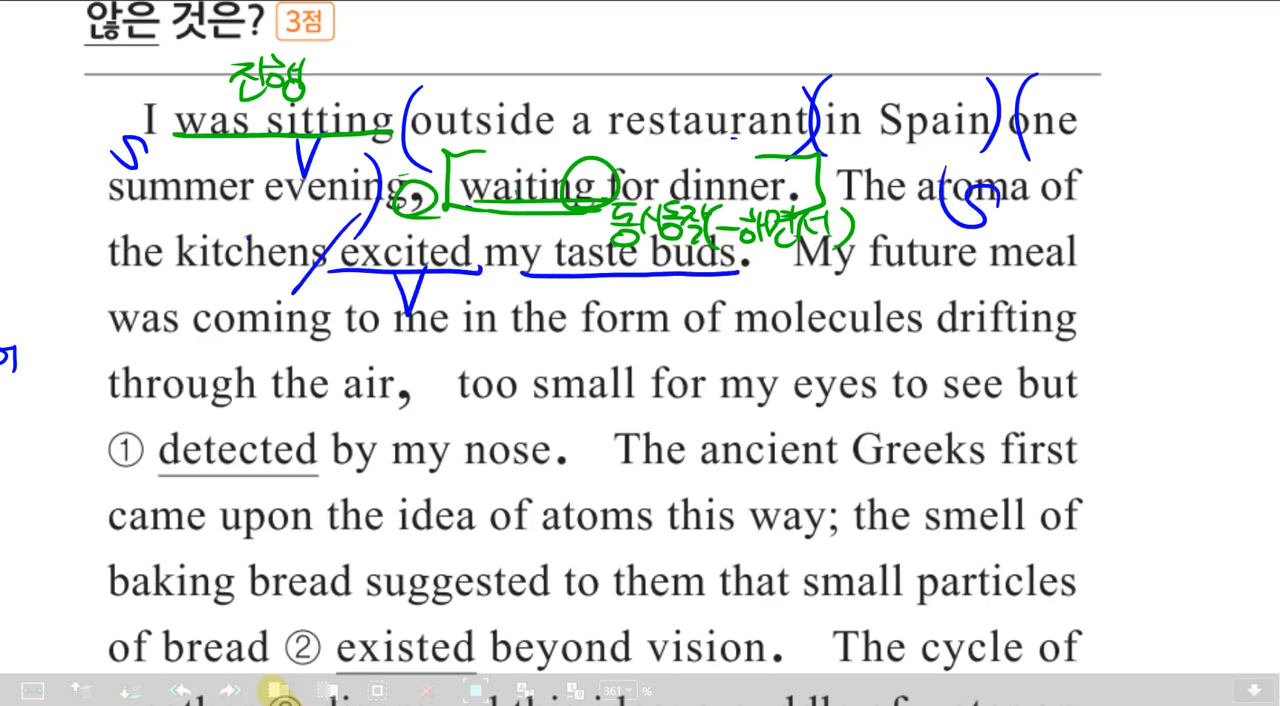 않은 것은? 3점
진행
I was sitting outside a restaurant in Spain one
S V
summer evening, waiting for dinner. The aroma of
S
동시동작(~하면서)
the kitchens excited my taste buds. My future meal
V
was coming to me in the form of molecules drifting
through the air, too small for my eyes to see but
① detected by my nose. The ancient Greeks first
came upon the idea of atoms this way; the smell of
baking bread suggested to them that small particles
of bread ② existed beyond vision. The cycle of
361 %